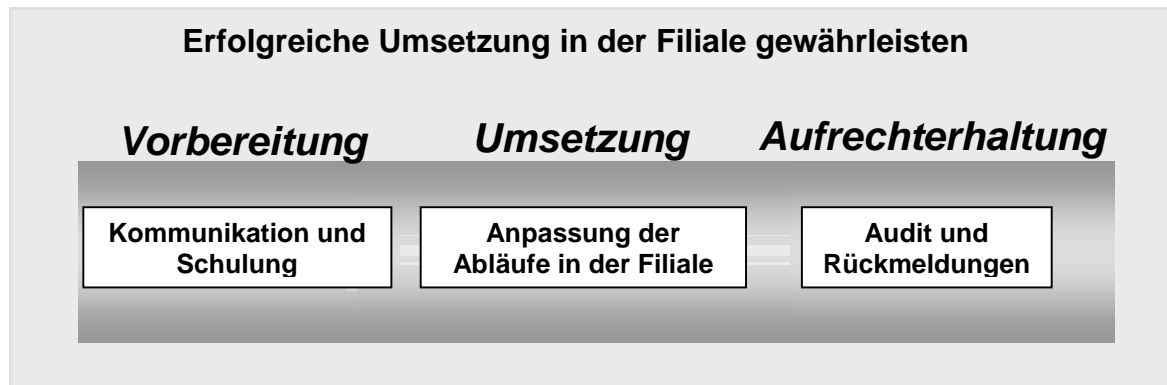 Erfolgreiche Umsetzung in der Filiale gewährleisten
Vorbereitung
Umsetzung
Aufrechterhaltung
Kommunikation und
Schulung
Anpassung der
Abläufe in der Filiale
Audit und
Rückmeldungen